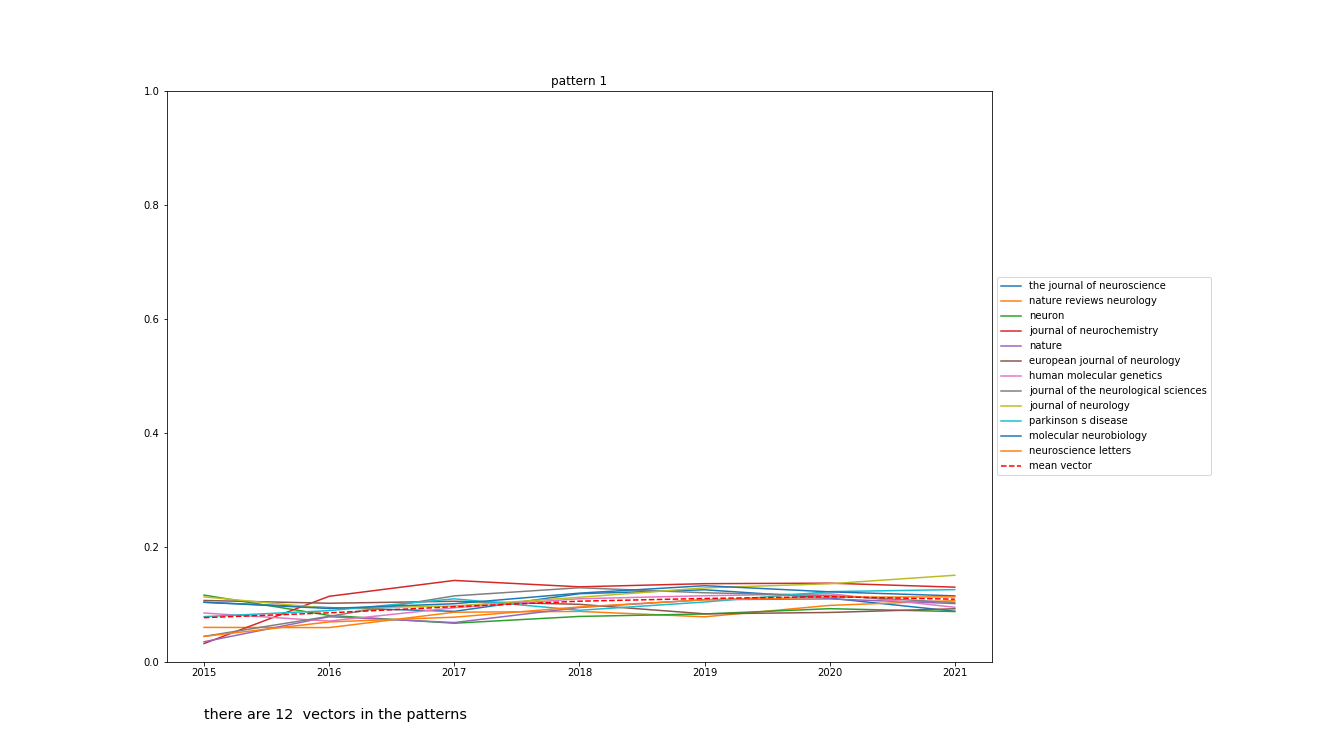 pattern 1
1.0
0.8
0.6
0.4
0.2
0.0
2015 2016 2017 2018 2019 2020 2021
the journal of neuroscience
nature reviews neurology
neuron
journal of neurochemistry
nature
european journal of neurology
human molecular genetics
journal of the neurological sciences
journal of neurology
parkinson s disease
molecular neurobiology
neuroscience letters
mean vector
there are 12  vectors in the patterns